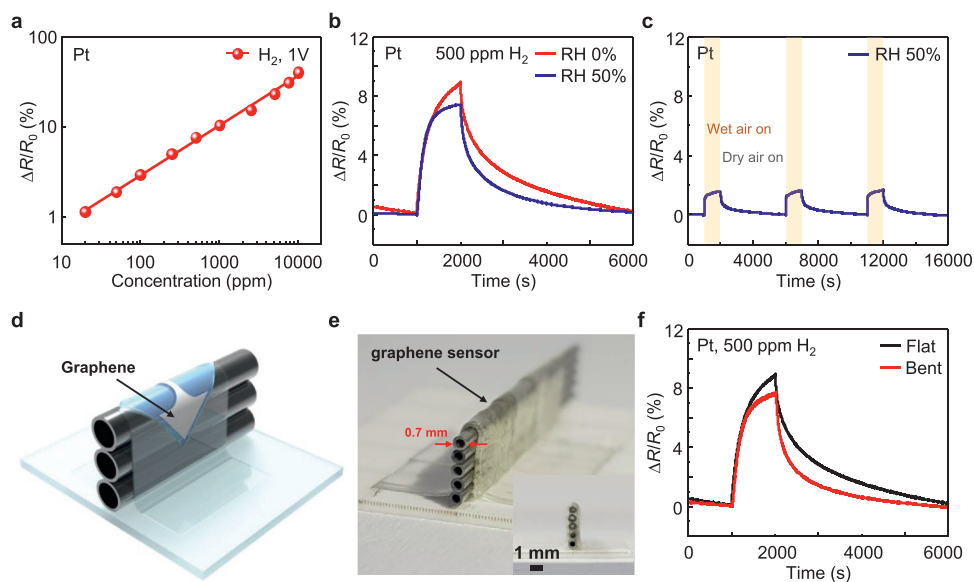 a
100
10
1
ΔR/R0 (%)
Pt
H2, 1V
10
100
1000
10000
Concentration (ppm)
b
12
8
4
0
ΔR/R0 (%)
Pt
500 ppm H2
RH 0%
RH 50%
0
2000
4000
6000
Time (s)
c
12
8
4
0
ΔR/R0 (%)
Pt
RH 50%
Wet air on
Dry air on
0
4000
8000
12000
16000
Time (s)
d
Graphene
e
graphene sensor
0.7 mm
1 mm
f
12
8
4
0
ΔR/R0 (%)
Pt, 500 ppm H2
Flat
Bent
0
2000
4000
6000
Time (s)